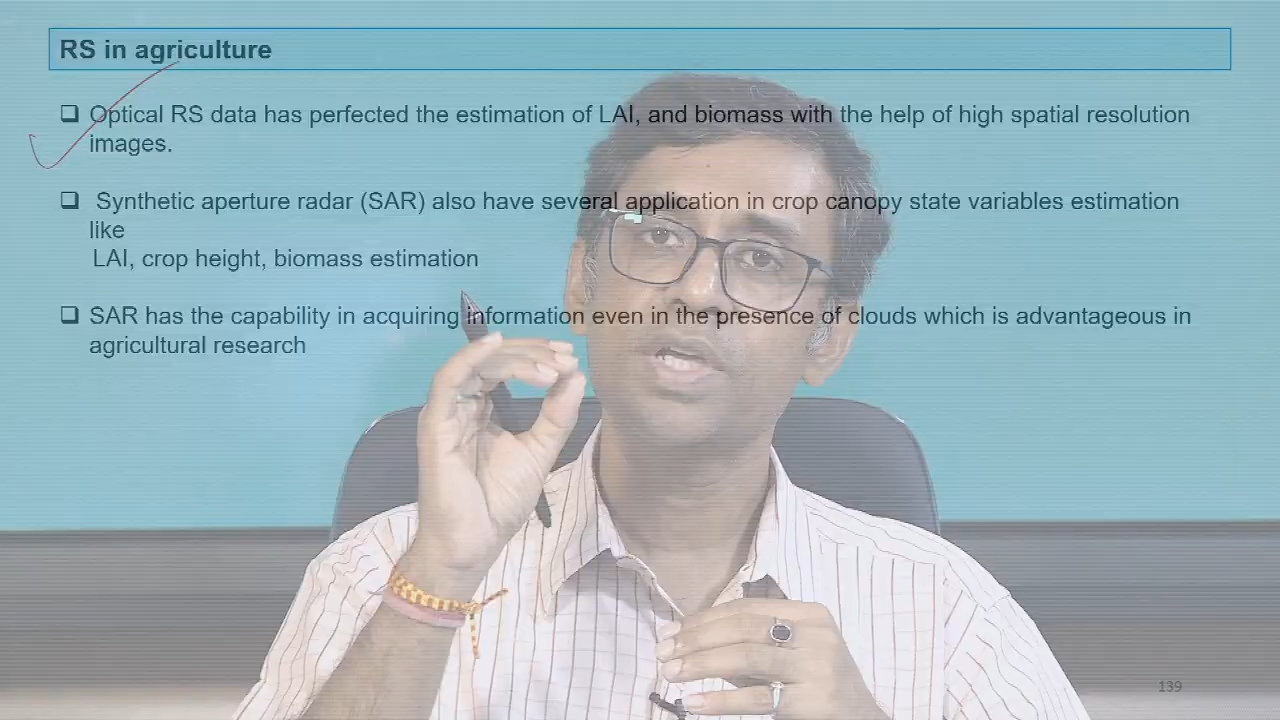 RS in agriculture
❑ Optical RS data has perfected the estimation of LAI, and biomass with the help of high spatial resolution
images.
❑ Synthetic aperture radar (SAR) also have several application in crop canopy state variables estimation
like
LAI, crop height, biomass estimation
❑ SAR has the capability in acquiring information even in the presence of clouds which is advantageous in
agricultural research
139